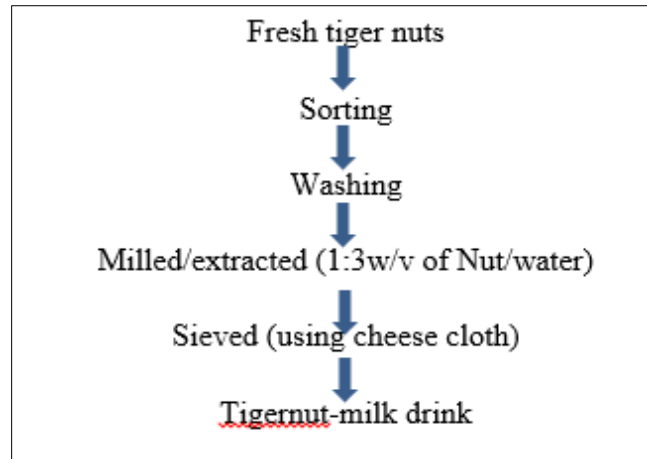 Fresh tiger nuts
Sorting
Washing
Milled/extracted (1:3w/v of Nut/water)
Sieved (using cheese cloth)
Tigernut-milk drink